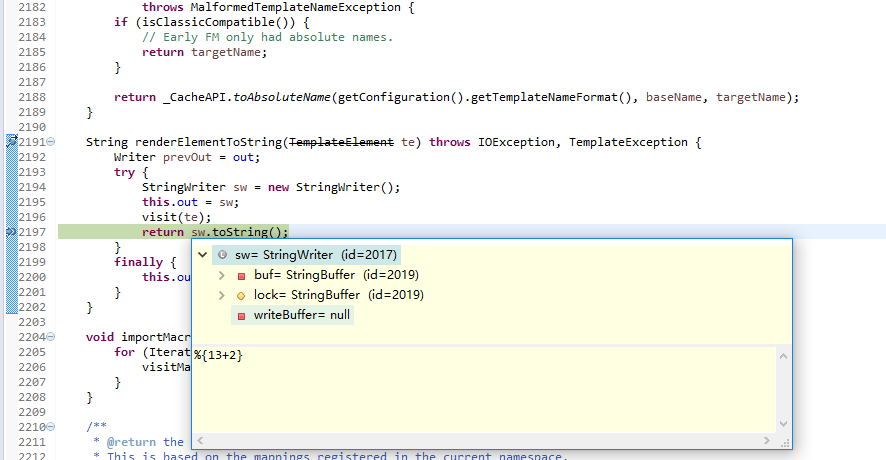 2182 throws MalformedTemplateNameException {
2183 if (isClassicCompatible()) {
2184 // Early FM only had absolute names.
2185 return targetName;
2186 }
2187
2188 return _CacheAPI.toAbsoluteName(getConfiguration().getTemplateNameFormat(), baseName, targetName);
2189 }
2190
2191 String renderElementToString(TemplateElement te) throws IOException, TemplateException {
2192 Writer prevOut = out;
2193 try {
2194 StringWriter sw = new StringWriter();
2195 this.out = sw;
2196 visit(te);
2197 return sw.toString();
2198 }
2199 finally {
2200 this.ou
2201 }
2202 }
2203
2204 void importMacr
2205 for (Iterat
2206 visitMa
2207 }
2208 }
2209
2210 /**
2211 * @return the
2212 * This is based on the mappings registered in the current namespace.
sw= StringWriter (id=2017)
buf= StringBuffer (id=2019)
lock= StringBuffer (id=2019)
writeBuffer= null
%{13+2}